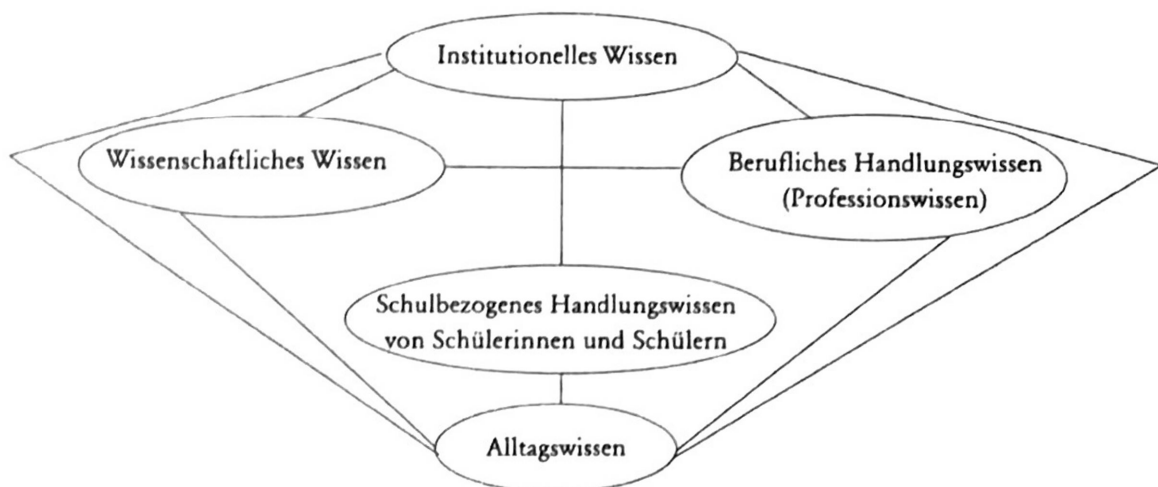 Institutionelles Wissen
Wissenschaftliches Wissen
Berufliches Handlungswissen
(Professionswissen)
Schulbezogenes Handlungswissen
von Schülerinnen und Schülern
Alltagswissen